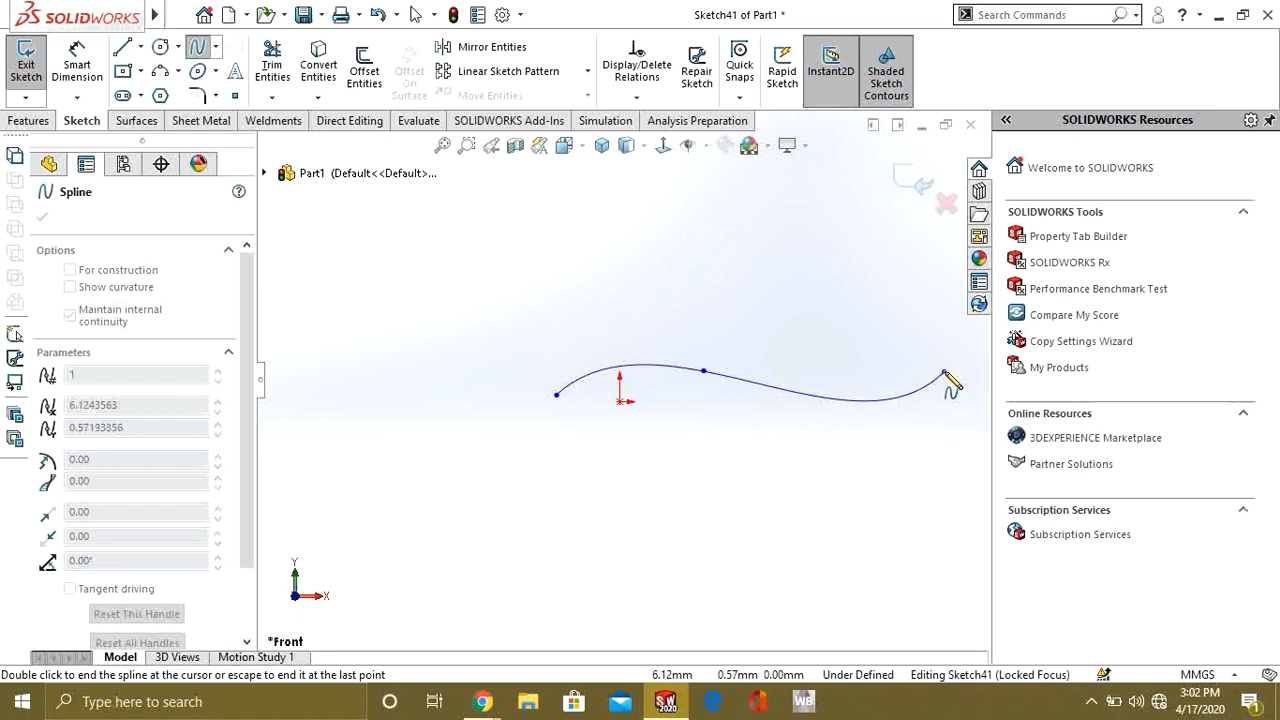 SOLIDWORKS
Sketch41 of Part1 *
Search Commands
Exit Sketch
Smart Dimension
Trim Entities
Convert Entities
Offset Entities
Offset On Surface
Mirror Entities
Linear Sketch Pattern
Move Entities
Display/Delete Relations
Repair Sketch
Quick Snaps
Rapid Sketch
Instant2D
Shaded Sketch Contours
Features
Sketch
Surfaces
Sheet Metal
Weldments
Direct Editing
Evaluate
SOLIDWORKS Add-Ins
Simulation
Analysis Preparation
SOLIDWORKS Resources
Part1 (Default<<Default>...
Spline
Options
For construction
Show curvature
Maintain internal
continuity
Parameters
1
6.1243563
0.57193856
0.00
0.00
0.00
0.00
0.00°
Tangent driving
Reset This Handle
Reset All Handles
Y
X
*Front
Welcome to SOLIDWORKS
SOLIDWORKS Tools
Property Tab Builder
SOLIDWORKS Rx
Performance Benchmark Test
Compare My Score
Copy Settings Wizard
My Products
Online Resources
3DEXPERIENCE Marketplace
Partner Solutions
Subscription Services
Subscription Services
Model
3D Views
Motion Study 1
Double click to end the spline at the cursor or escape to end it at the last point
6.12mm
0.57mm 0.00mm
Under Defined
Editing Sketch41 (Locked Focus)
MMGS
Type here to search
SW
2020
WB
3:02 PM
4/17/2020